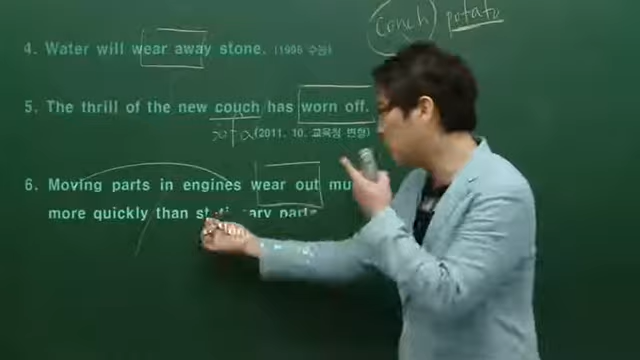 couch potato
4. Water will wear away stone. (1996 수능)
5. The thrill of the new couch has worn off.
sofa (2011. 10. 교육청 변형)
6. Moving parts in engines wear out
more quickly than parts